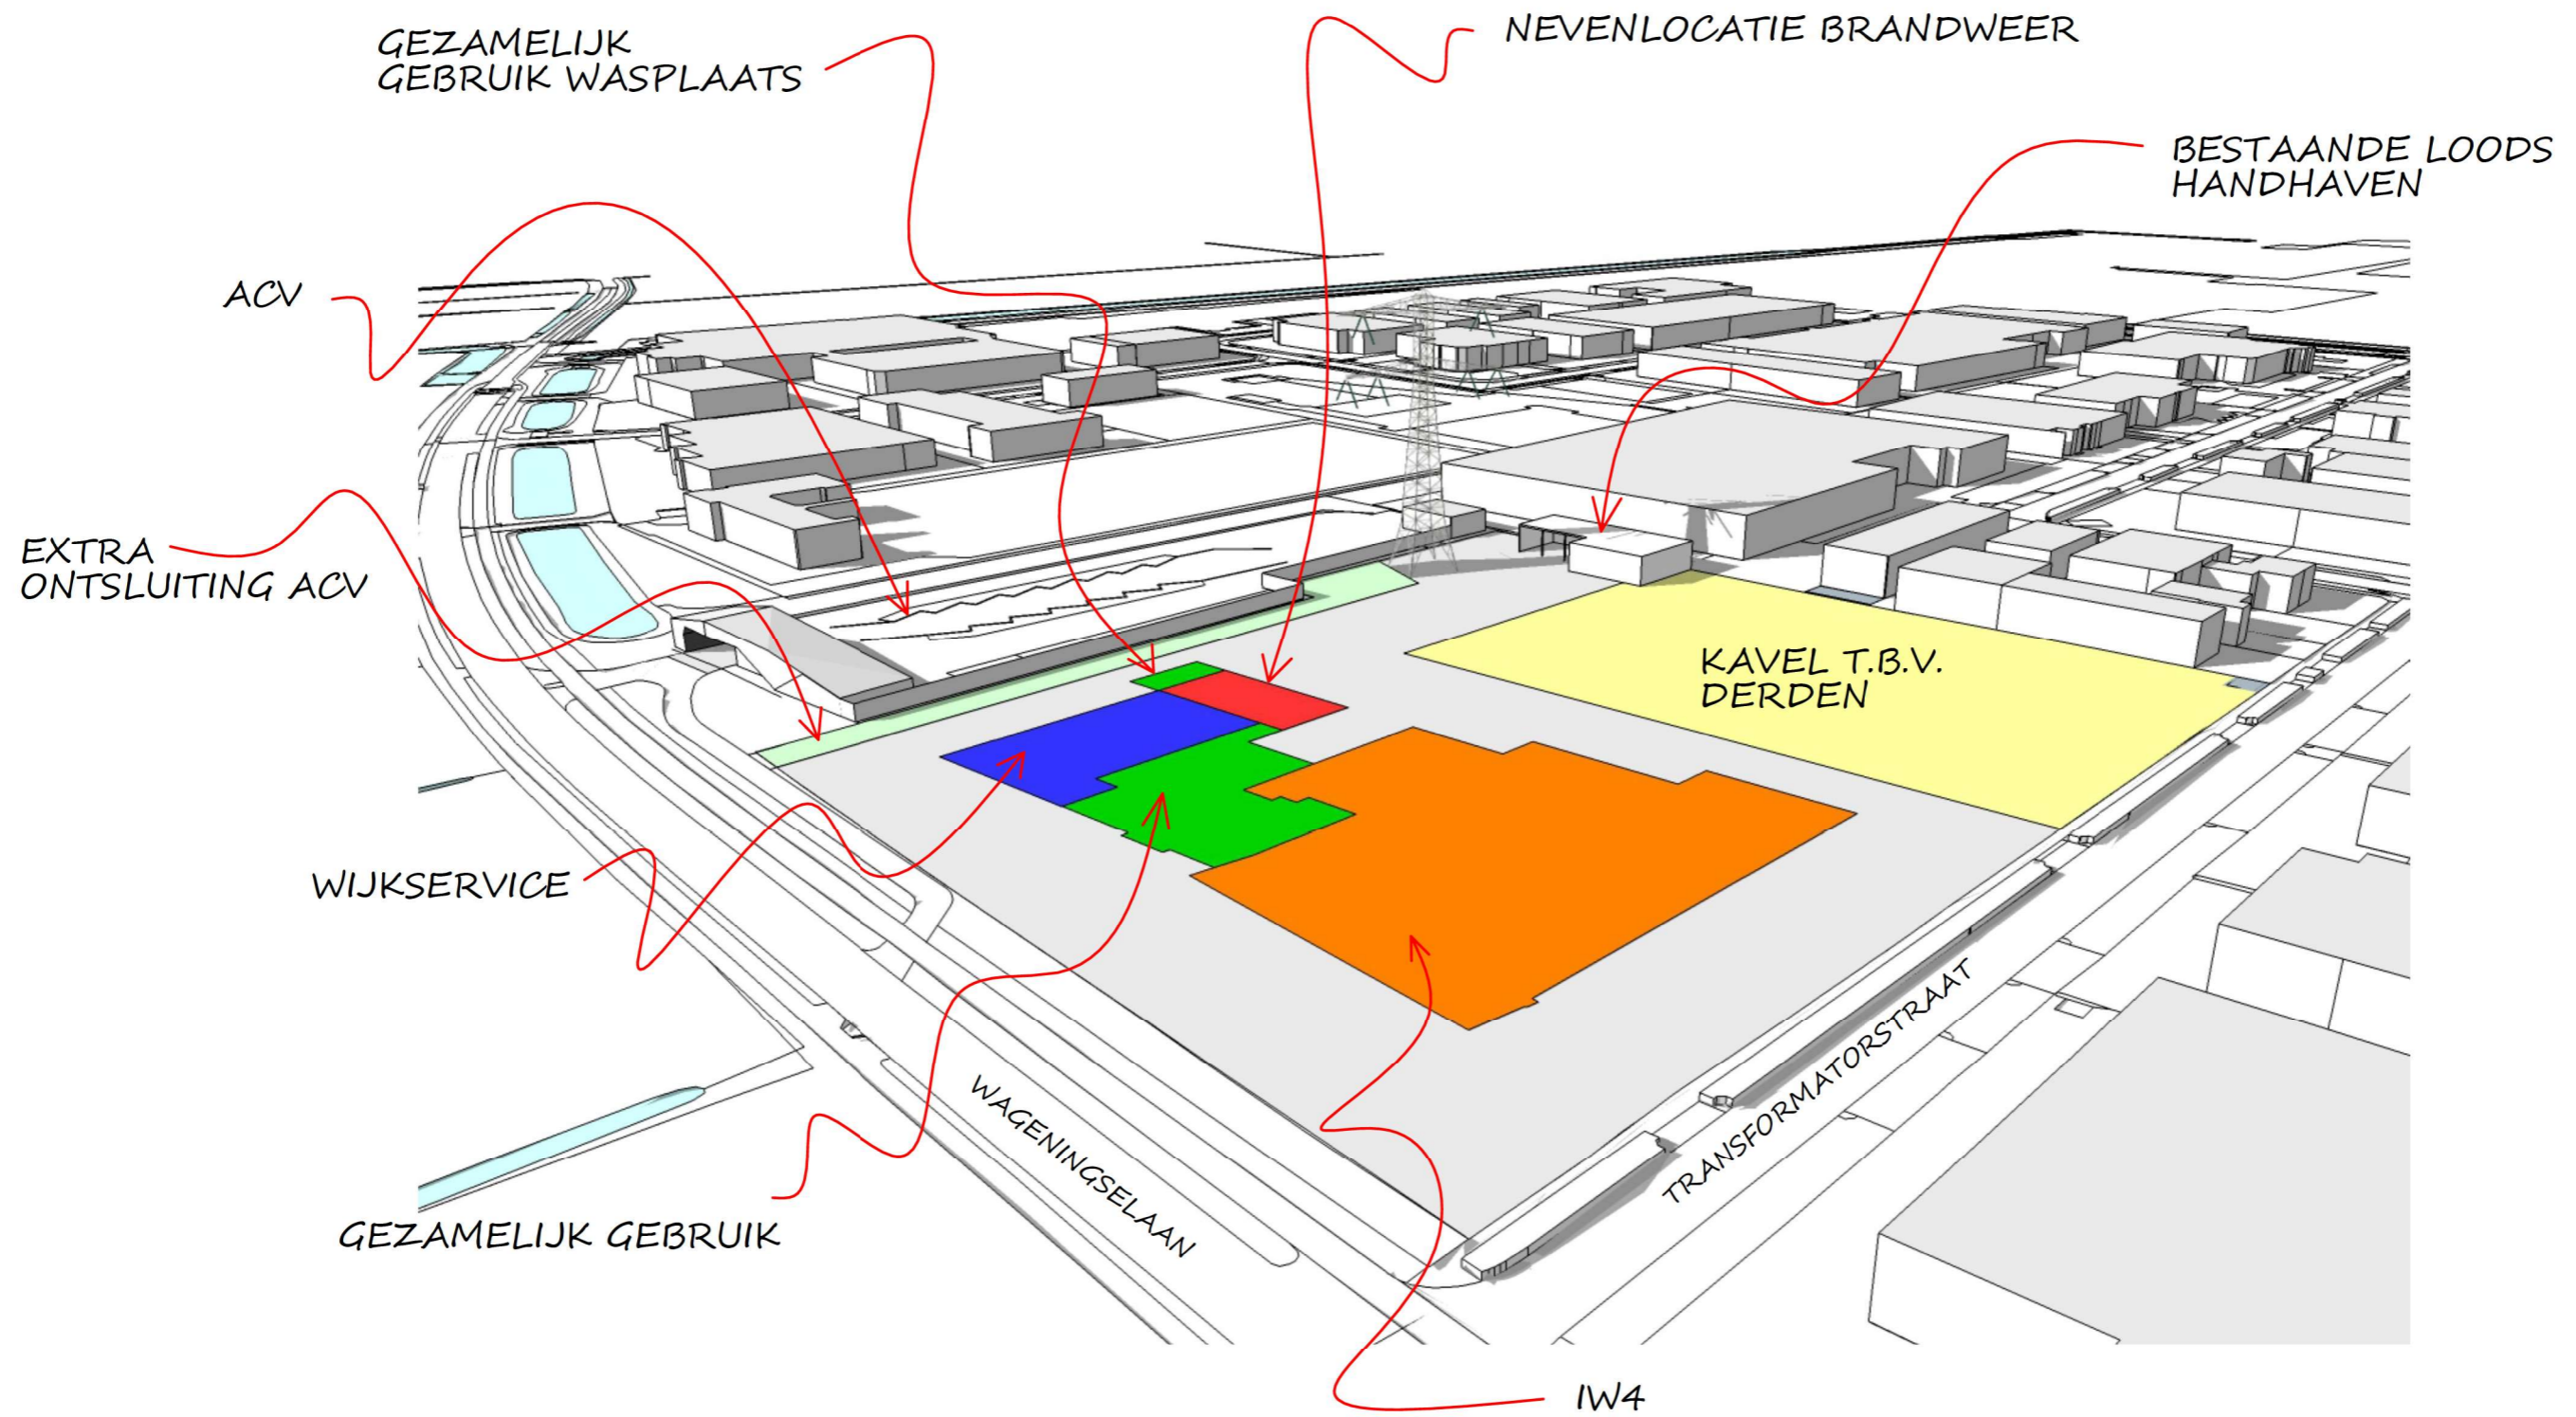 GEZAMELIJK
GEBRUIK WASPLAATS
NEVENLOCATIE BRANDWEER
BESTAANDE LOODS
HANDHAVEN
ACV
EXTRA
ONTSLUITING ACV
KAVEL T.B.V.
DERDEN
WIJKSERVICE
TRANSFORMATORSTRAAT
WAGENINGSELAAN
GEZAMELIJK GEBRUIK
IW4